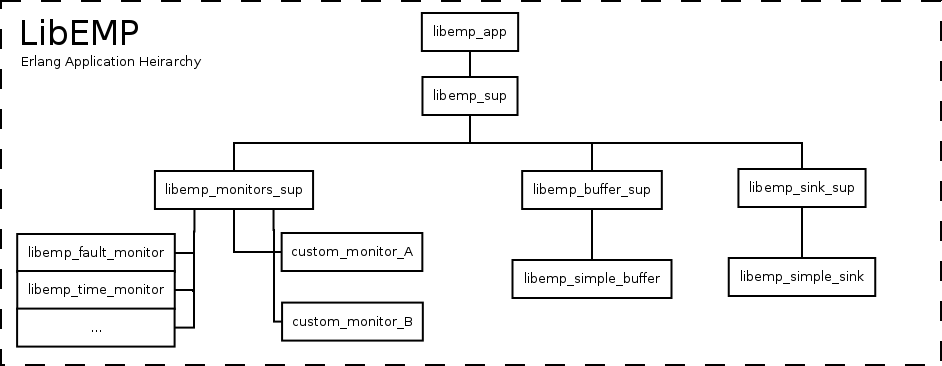 LibEMP
Erlang Application Heirarchy
libemp_app
libemp_sup
libemp_monitors_sup
libemp_buffer_sup
libemp_sink_sup
libemp_fault_monitor
libemp_time_monitor
...
custom_monitor_A
custom_monitor_B
libemp_simple_buffer
libemp_simple_sink